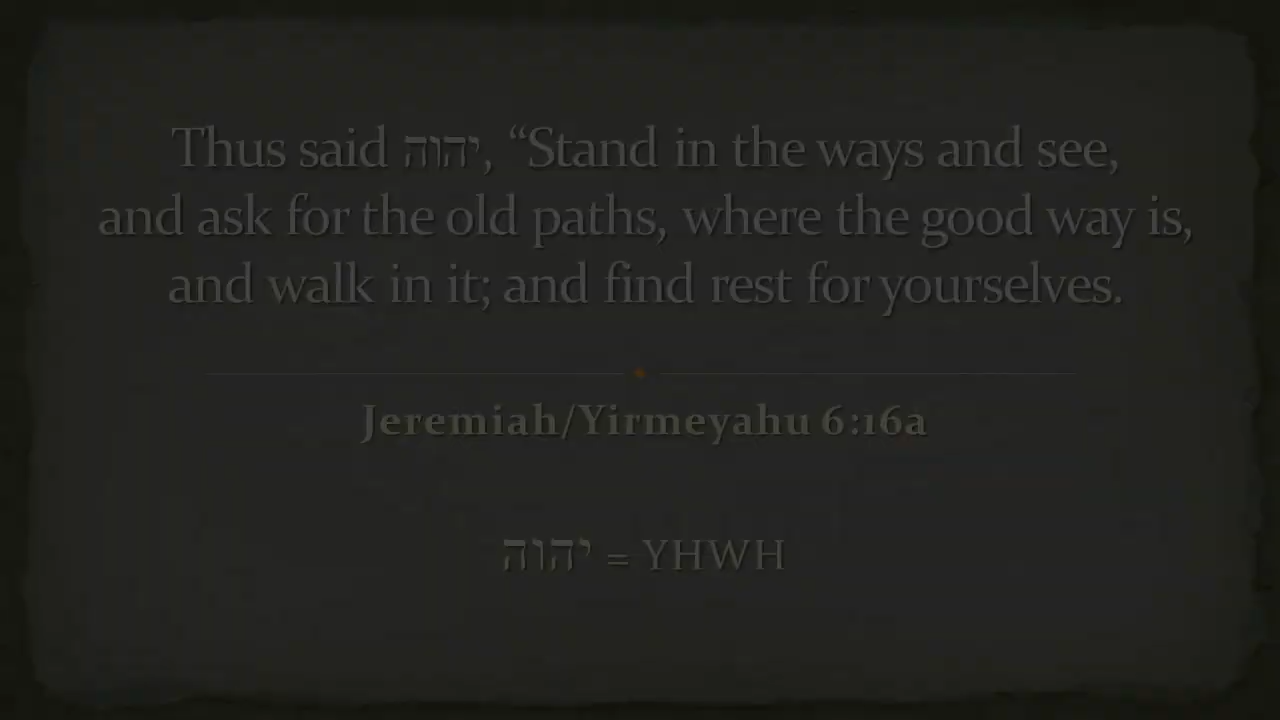 Thus said יהוה, “Stand in the ways and see,
and ask for the old paths, where the good way is,
and walk in it; and find rest for yourselves.
Jeremiah/Yirmeyahu 6:16a
יהוה = YHWH